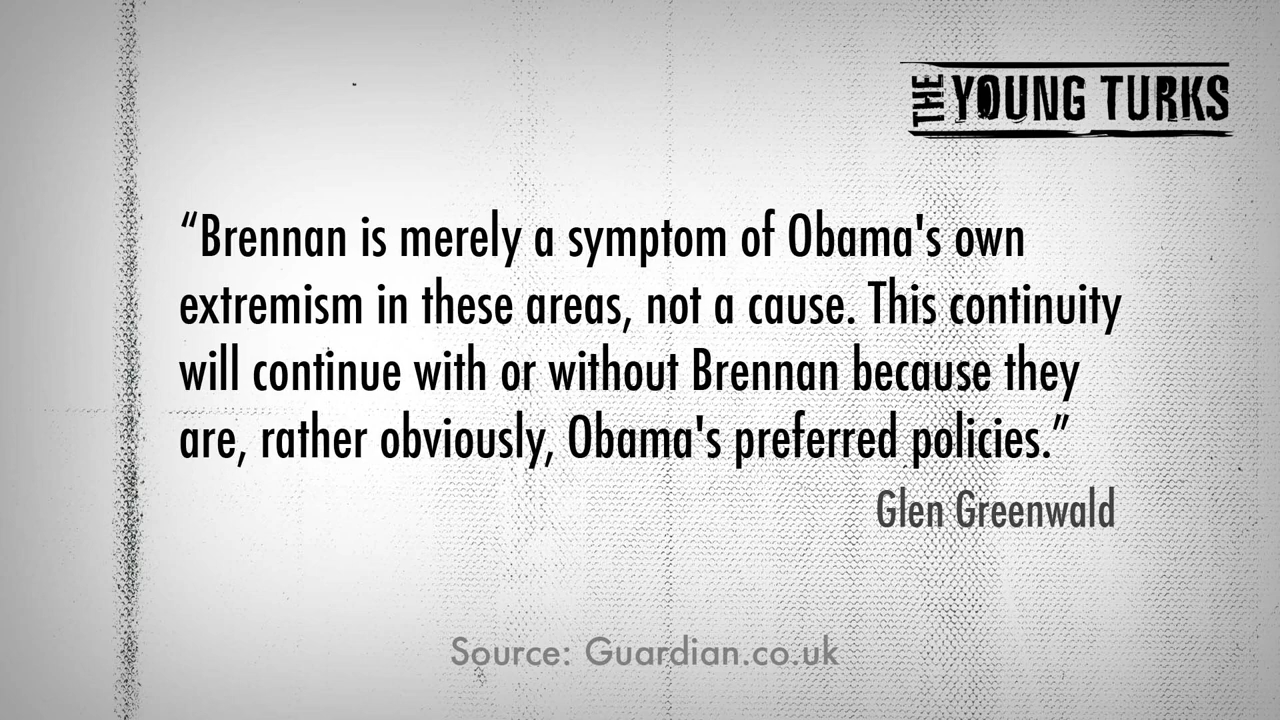 THE YOUNG TURKS
“Brennan is merely a symptom of Obama's own
extremism in these areas, not a cause. This continuity
will continue with or without Brennan because they
are, rather obviously, Obama's preferred policies.”
Glen Greenwald
Source: Guardian.co.uk